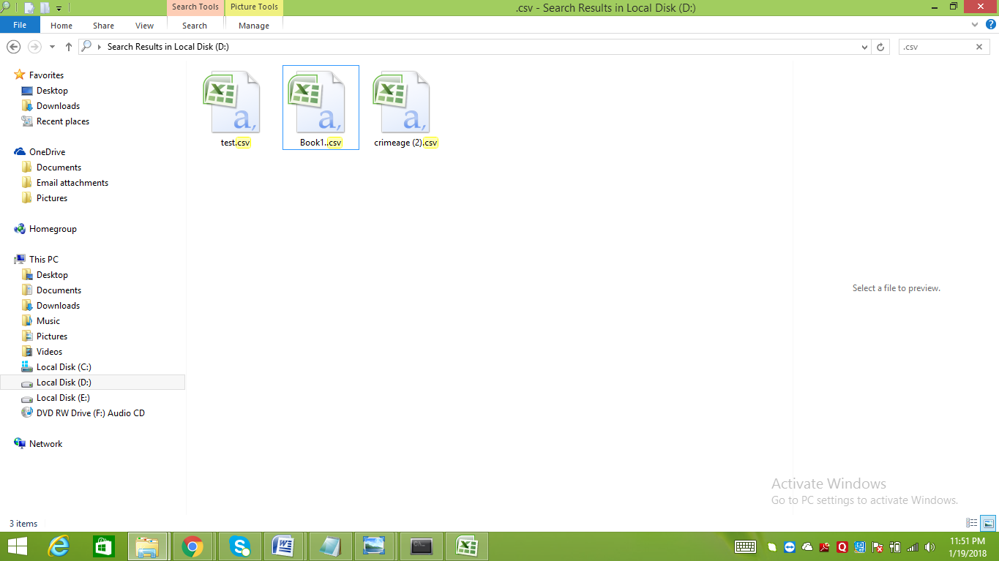 Search Tools
Picture Tools
.csv - Search Results in Local Disk (D:)
File
Home
Share
View
Search
Manage
Search Results in Local Disk (D:)
.csv
Favorites
Desktop
Downloads
Recent places
OneDrive
Documents
Email attachments
Pictures
Homegroup
This PC
Desktop
Documents
Downloads
Music
Pictures
Videos
Local Disk (C:)
Local Disk (D:)
Local Disk (E:)
DVD RW Drive (F:) Audio CD
Network
a,
test.csv
a,
Book1..csv
a,
crimeage (2).csv
Select a file to preview.
Activate Windows
Go to PC settings to activate Windows.
3 items
11:51 PM
1/19/2018